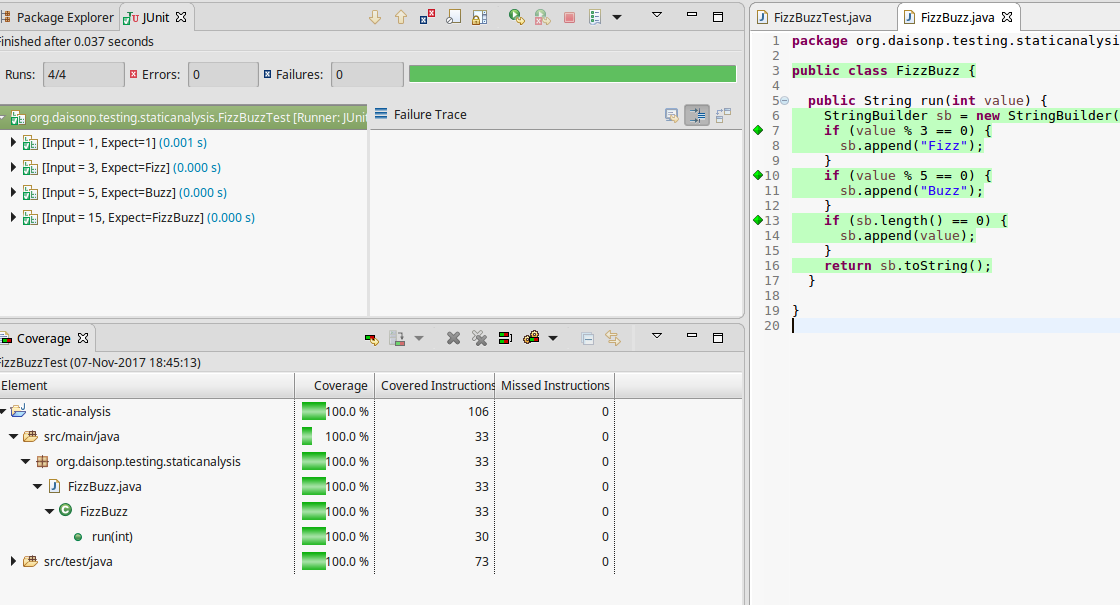 Package Explorer JUnit
Finished after 0.037 seconds
Runs: 4/4 Errors: 0 Failures: 0
org.daisonp.testing.staticanalysis.FizzBuzzTest [Runner: JUnit
[Input = 1, Expect=1] (0.001 s)
[Input = 3, Expect=Fizz] (0.000 s)
[Input = 5, Expect=Buzz] (0.000 s)
[Input = 15, Expect=FizzBuzz] (0.000 s)
Failure Trace
Coverage
FizzBuzzTest (07-Nov-2017 18:45:13)
Element Coverage Covered Instructions Missed Instructions
static-analysis 100.0 % 106 0
src/main/java 100.0 % 33 0
org.daisonp.testing.staticanalysis 100.0 % 33 0
FizzBuzz.java 100.0 % 33 0
FizzBuzz 100.0 % 33 0
run(int) 100.0 % 30 0
src/test/java 100.0 % 73 0
FizzBuzzTest.java FizzBuzz.java
1 package org.daisonp.testing.staticanalysi
2
3 public class FizzBuzz {
4
5 public String run(int value) {
6 StringBuilder sb = new StringBuilder(
7 if (value % 3 == 0) {
8 sb.append("Fizz");
9 }
10 if (value % 5 == 0) {
11 sb.append("Buzz");
12 }
13 if (sb.length() == 0) {
14 sb.append(value);
15 }
16 return sb.toString();
17 }
18
19 }
20